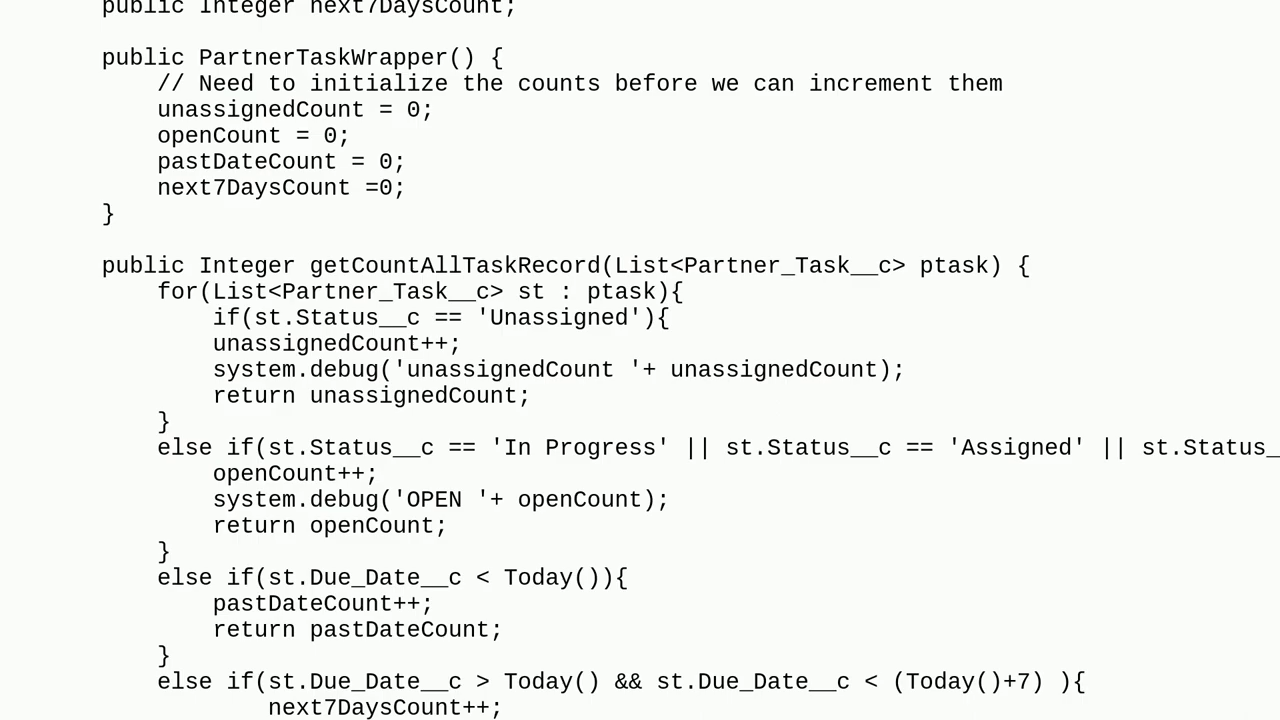 public Integer next7DaysCount;
public PartnerTaskWrapper() {
// Need to initialize the counts before we can increment them
unassignedCount = 0;
openCount = 0;
pastDateCount = 0;
next7DaysCount =0;
}
public Integer getCountAllTaskRecord(List<Partner_Task__c> ptask) {
for(List<Partner_Task__c> st : ptask){
if(st.Status__c == 'Unassigned'){
unassignedCount++;
system.debug('unassignedCount '+ unassignedCount);
return unassignedCount;
}
else if(st.Status__c == 'In Progress' || st.Status__c == 'Assigned' || st.Status_
openCount++;
system.debug('OPEN '+ openCount);
return openCount;
}
else if(st.Due_Date__c < Today()){
pastDateCount++;
return pastDateCount;
}
else if(st.Due_Date__c > Today() && st.Due_Date__c < (Today()+7) ){
next7DaysCount++;